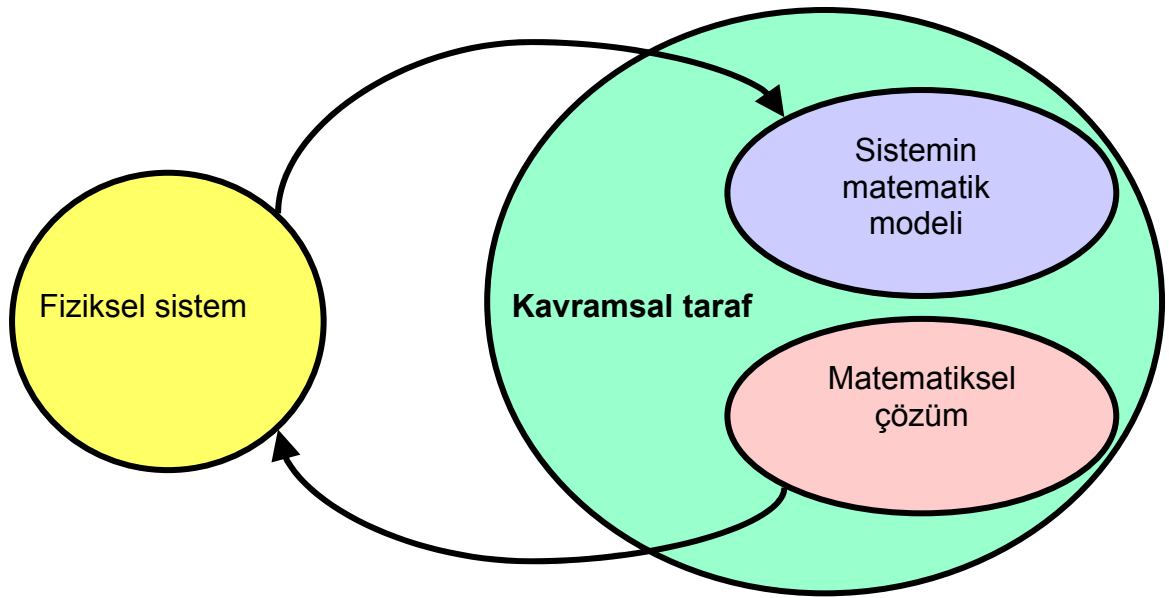 Fiziksel sistem
Kavramsal taraf
Sistemin
matematik
modeli
Matematiksel
çözüm